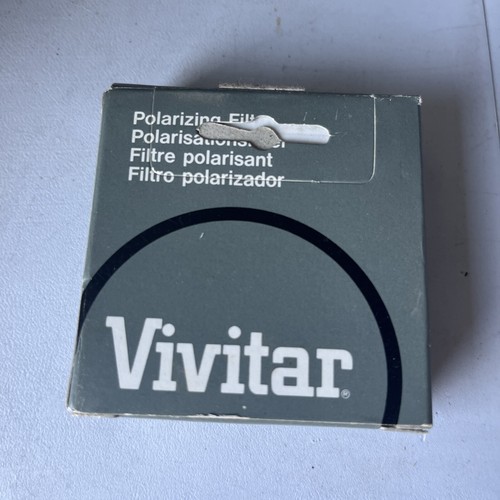 Polarizing
Filtre polarisant
Filtro polarizador
Vivitar®